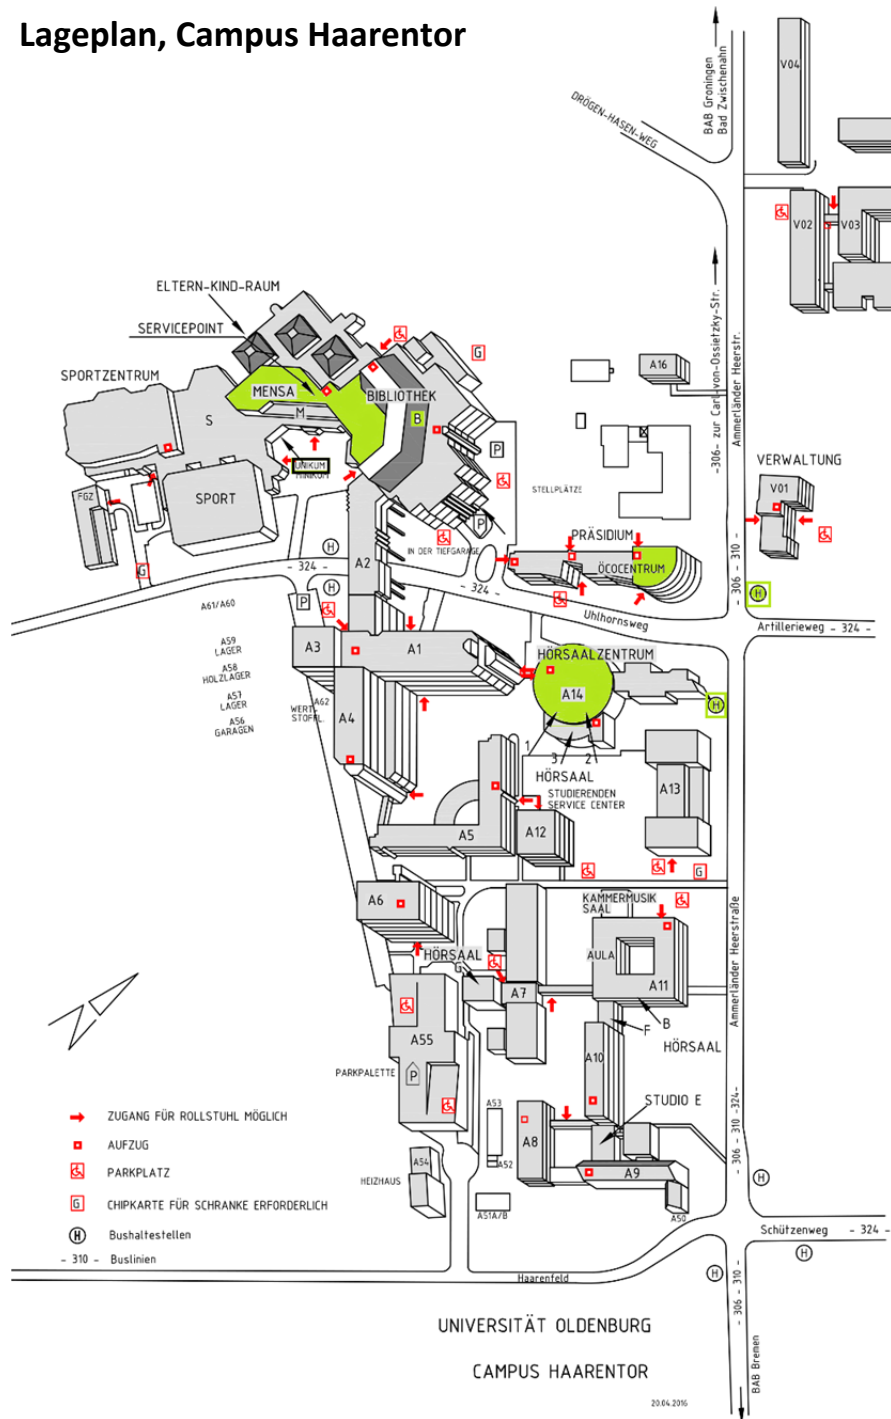 Lageplan, Campus Haarentor
BAB Groningen
Bad Zwischenahn
V04
DRÖGEN-HASEN-WEG
V02
V03
-306- zur Carl-von-Ossietzky-Str.
Ammerländer Heerstr.
ELTERN-KIND-RAUM
SERVICEPOINT
SPORTZENTRUM
MENSA
M
BIBLIOTHEK
B
S
G
A16
UNIKUM
P
FGZ
SPORT
STELLPLÄTZE
VERWALTUNG
V01
P
PRÄSIDIUM
IN DER TIEFGARAGE
ÖCOCENTRUM
H
- 324 -
A2
G
H
- 324 -
- 306 - 310 -
H
Uhlhornsweg
Artillerieweg - 324 -
A61/A60
P
A59
LAGER
A58
HOLZLAGER
A57
LAGER
A56
GARAGEN
A3
A1
HÖRSAALZENTRUM
A14
H
A62
WERT-
STOFFL.
A4
1
3
2
HÖRSAAL
STUDIERENDEN
SERVICE CENTER
A13
A5
A12
G
A6
KAMMERMUSIK
SAAL
AULA
A11
HÖRSAAL
G
A7
B
F
HÖRSAAL
Ammerländer Heerstraße
A55
PARKPALETTE
P
A10
A53
STUDIO E
A8
A52
A9
A54
HEIZHAUS
A51A/B
A50
- 306 - 310 -324-
H
ZUGANG FÜR ROLLSTUHL MÖGLICH
AUFZUG
PARKPLATZ
G CHIPKARTE FÜR SCHRANKE ERFORDERLICH
H Bushaltestellen
- 310 - Buslinien
Schützenweg - 324 -
H
H
Haarenfeld
- 306 - 310 -
BAB Bremen
UNIVERSITÄT OLDENBURG
CAMPUS HAARENTOR
20.04.2016